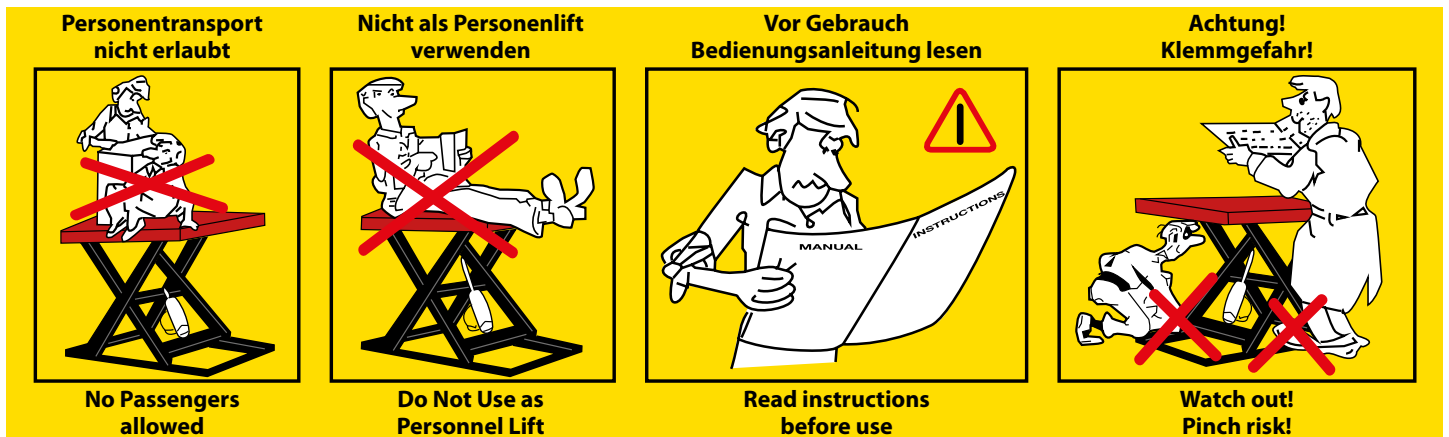 Personentransport
nicht erlaubt
No Passengers
allowed
Nicht als Personenlift
verwenden
Do Not Use as
Personnel Lift
Vor Gebrauch
Bedienungsanleitung lesen
MANUAL
INSTRUCTIONS
Read instructions
before use
Achtung!
Klemmgefahr!
Watch out!
Pinch risk!